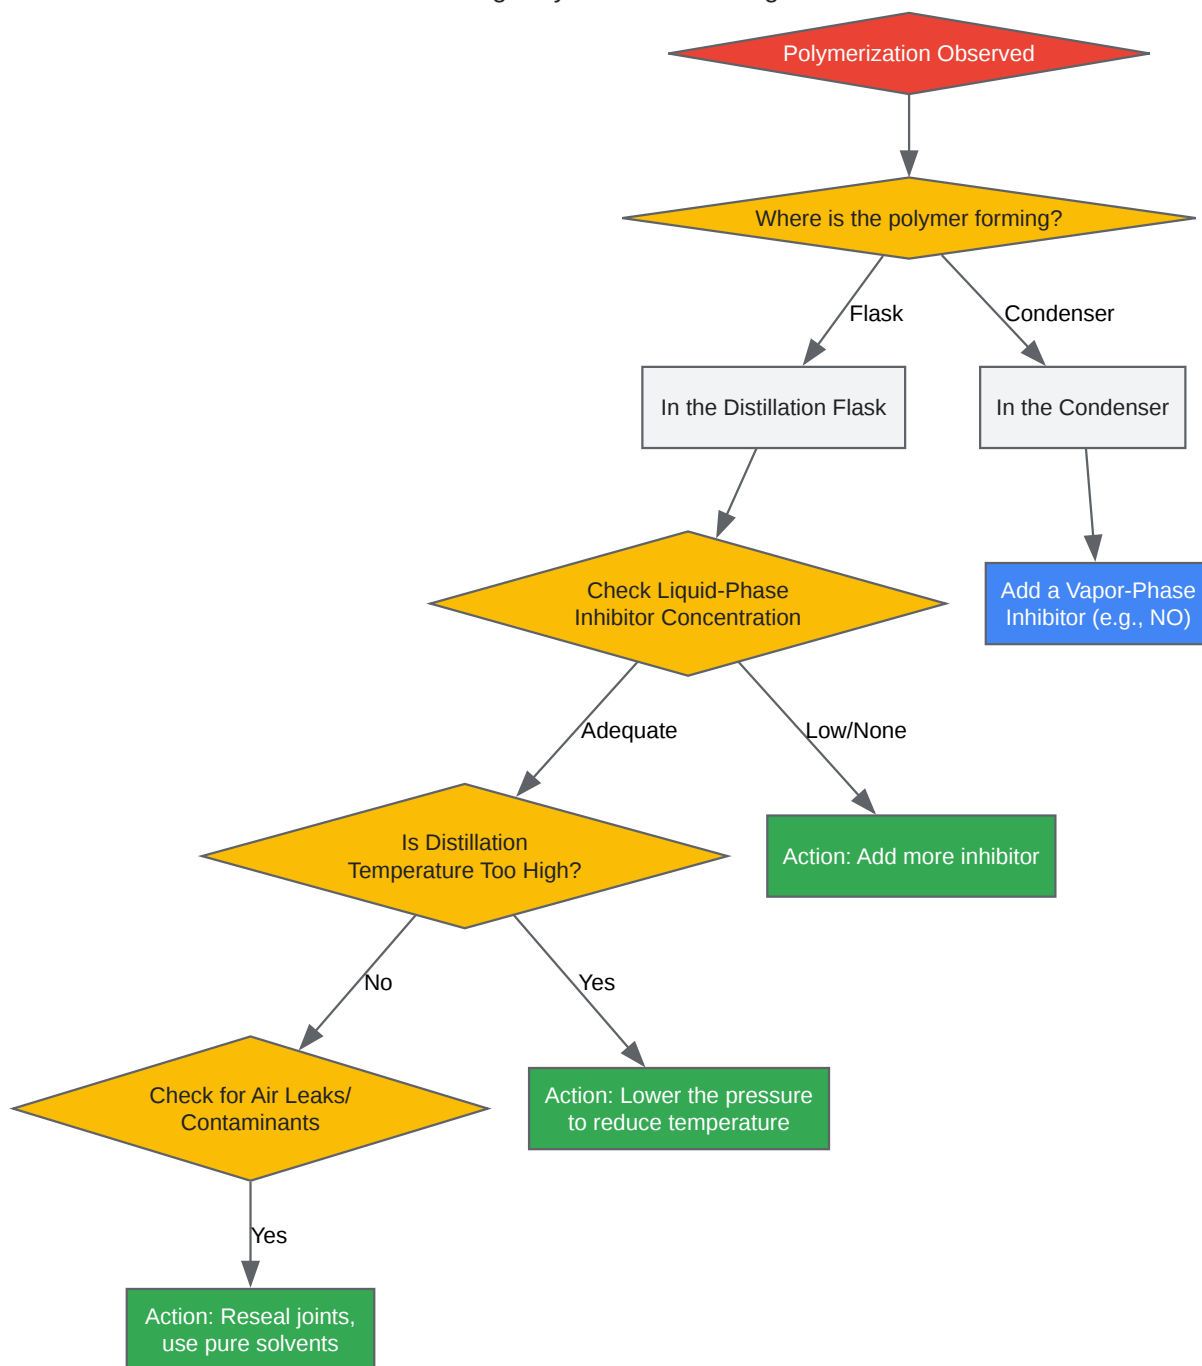 Polymerization Observed
Where is the polymer forming?
Flask
Condenser
In the Distillation Flask
In the Condenser
Check Liquid-Phase
Inhibitor Concentration
Add a Vapor-Phase
Inhibitor (e.g., NO)
Adequate
Low/None
Is Distillation
Temperature Too High?
Action: Add more inhibitor
No
Yes
Check for Air Leaks/
Contaminants
Action: Lower the pressure
to reduce temperature
Yes
Action: Reseal joints,
use pure solvents